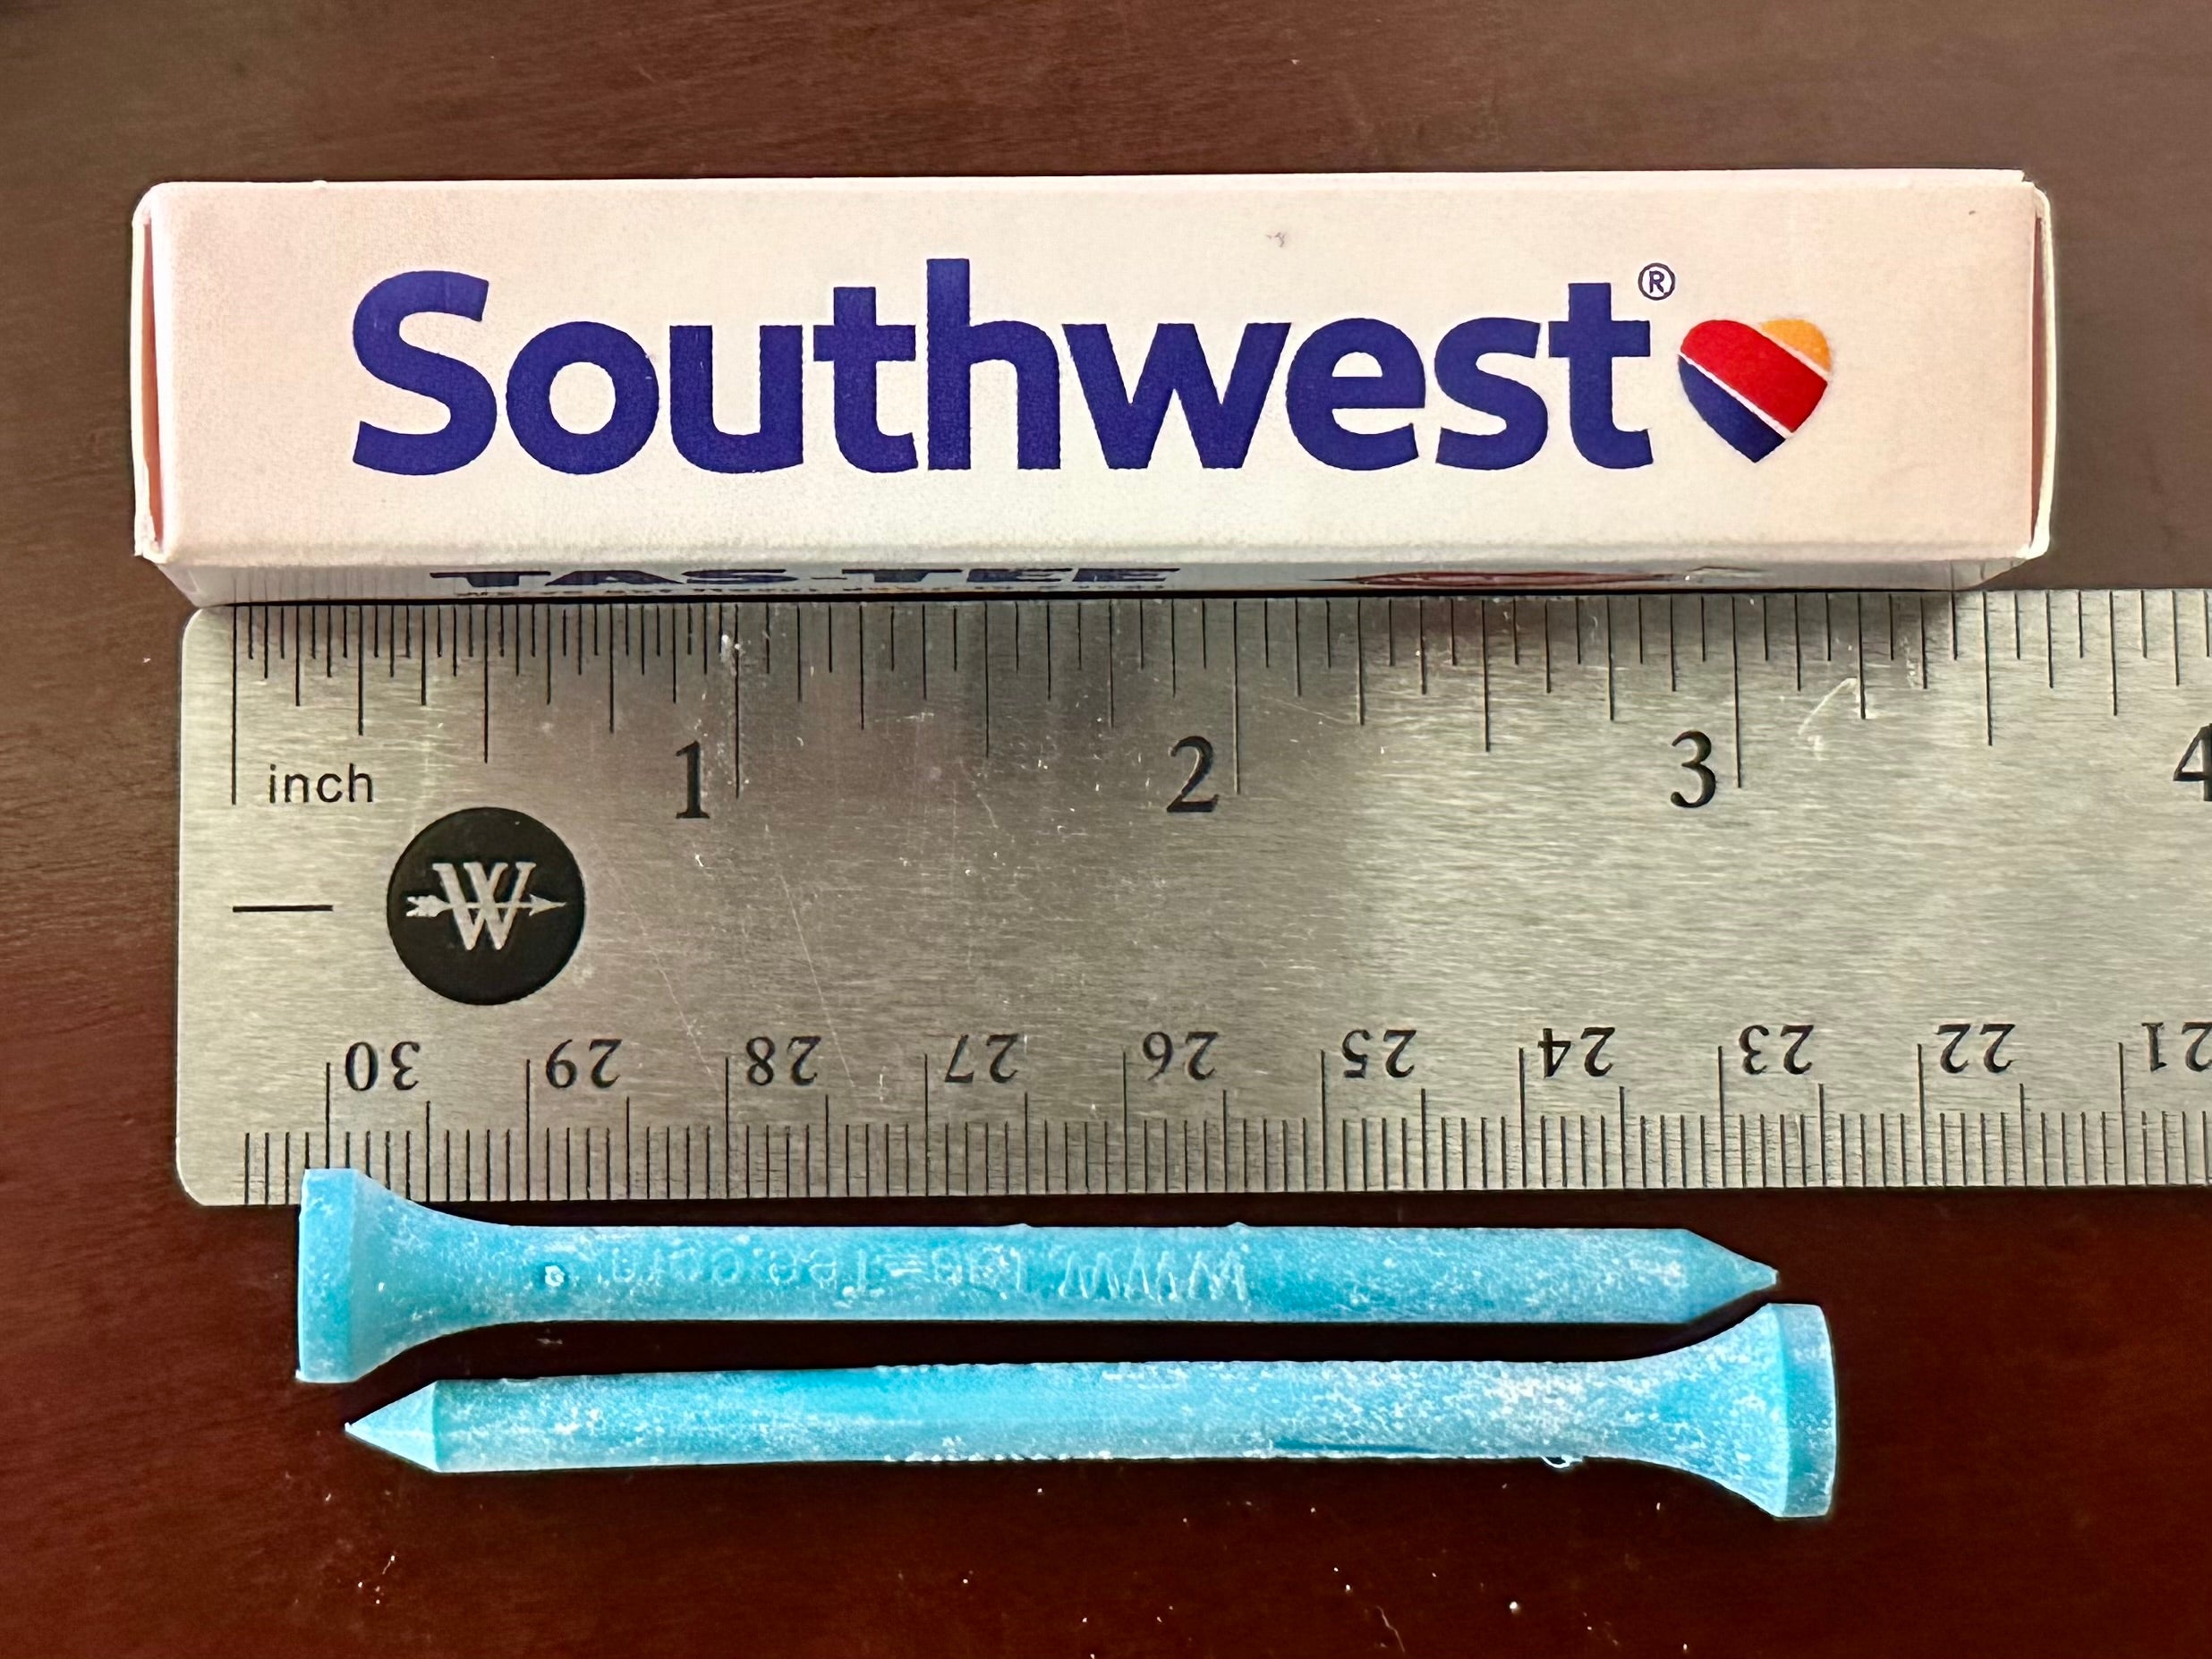 Southwest®
TAS-TEE
1 2 3 4
inch
W
30 29 28 27 26 25 24 23 22 21
www.Tas-Tee.com